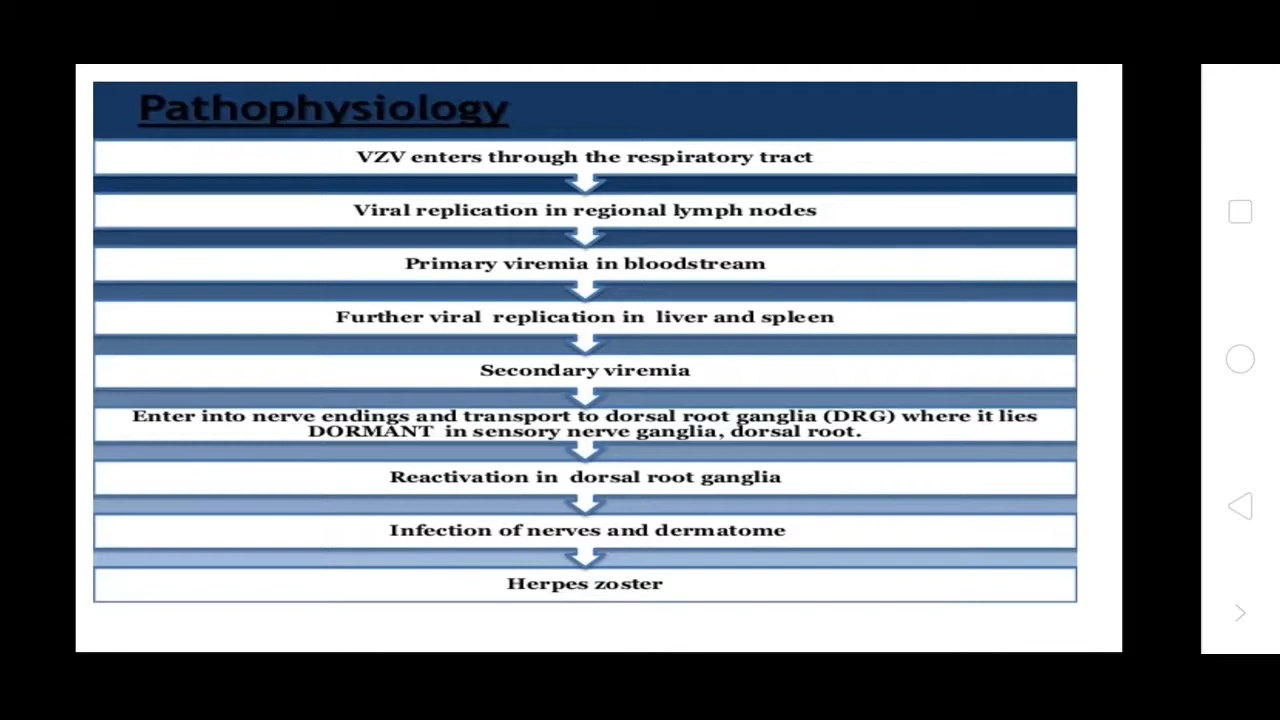 Pathophysiology
VZV enters through the respiratory tract
Viral replication in regional lymph nodes
Primary viremia in bloodstream
Further viral replication in liver and spleen
Secondary viremia
Enter into nerve endings and transport to dorsal root ganglia (DRG) where it lies
DORMANT in sensory nerve ganglia, dorsal root.
Reactivation in dorsal root ganglia
Infection of nerves and dermatome
Herpes zoster